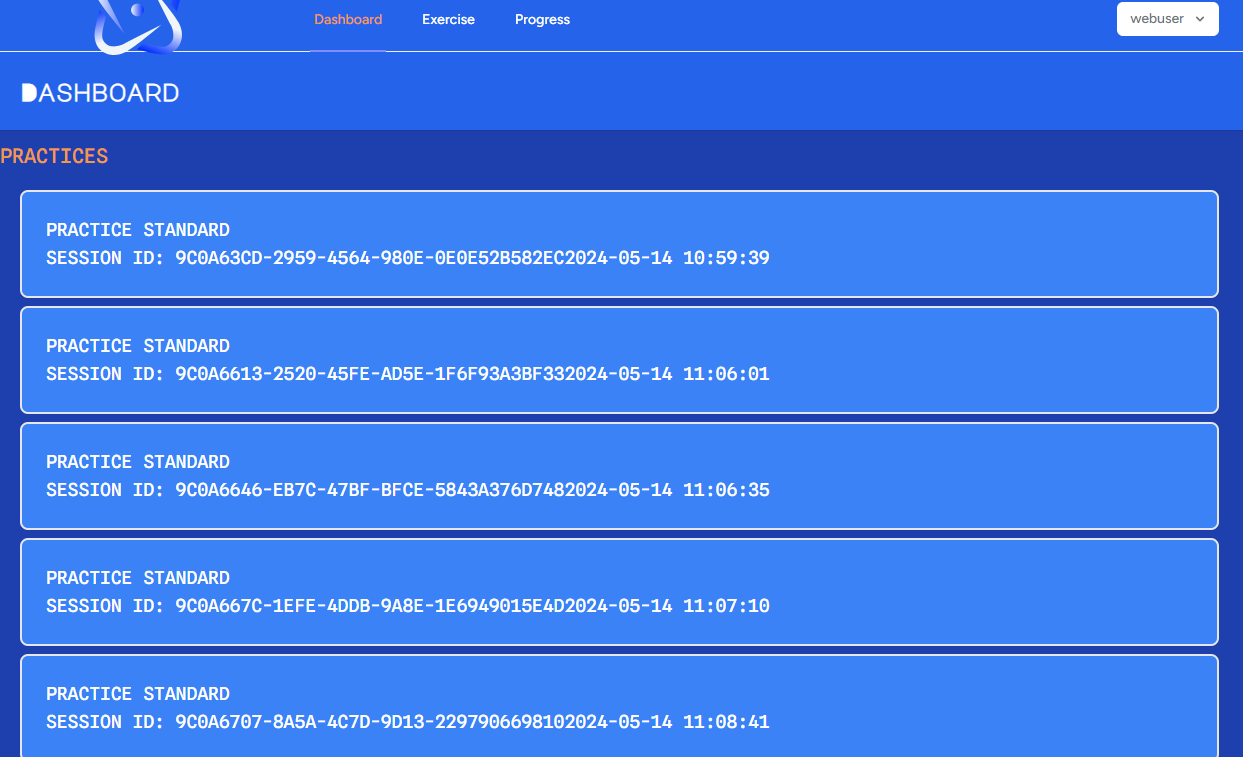 Dashboard Exercise Progress webuser
DASHBOARD
PRACTICES
PRACTICE STANDARD
SESSION ID: 9C0A63CD-2959-4564-980E-0E0E52B582EC2024-05-14 10:59:39
PRACTICE STANDARD
SESSION ID: 9C0A6613-2520-45FE-AD5E-1F6F93A3BF332024-05-14 11:06:01
PRACTICE STANDARD
SESSION ID: 9C0A6646-EB7C-47BF-BFCE-5843A376D7482024-05-14 11:06:35
PRACTICE STANDARD
SESSION ID: 9C0A667C-1EFE-4DDB-9A8E-1E6949015E4D2024-05-14 11:07:10
PRACTICE STANDARD
SESSION ID: 9C0A6707-8A5A-4C7D-9D13-2297906698102024-05-14 11:08:41